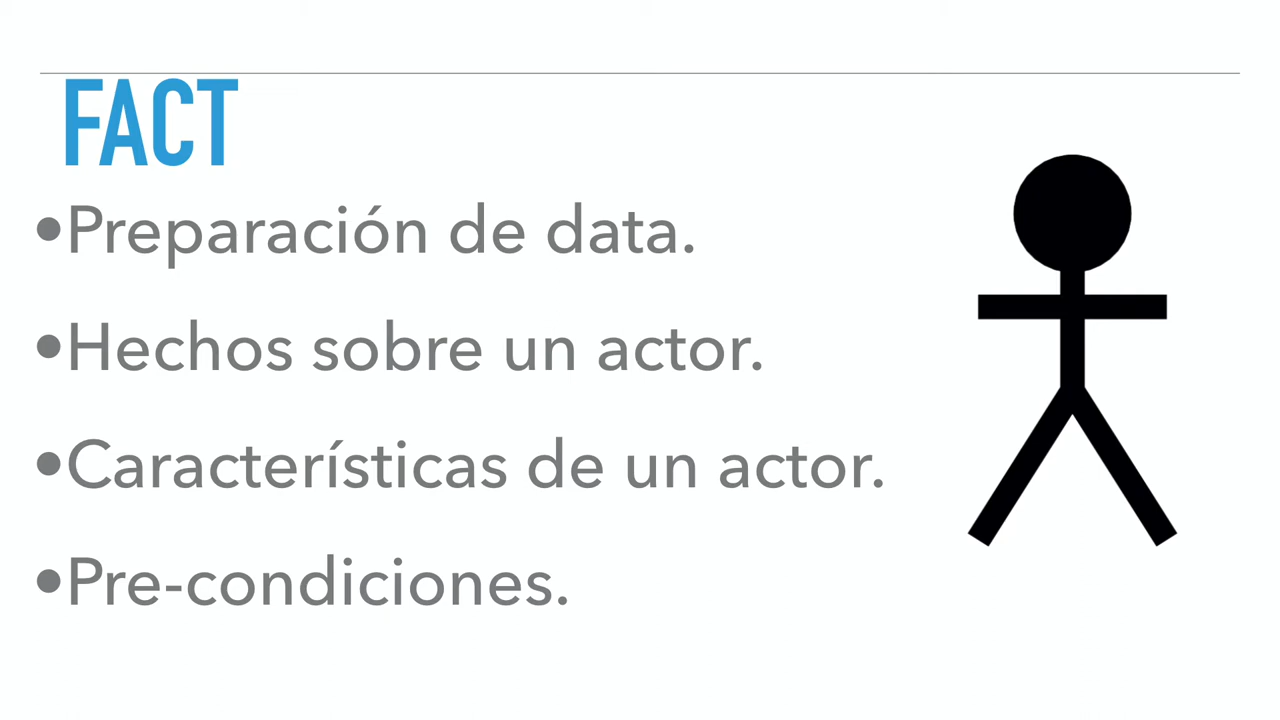 FACT
•Preparación de data.
•Hechos sobre un actor.
•Características de un actor.
•Pre-condiciones.